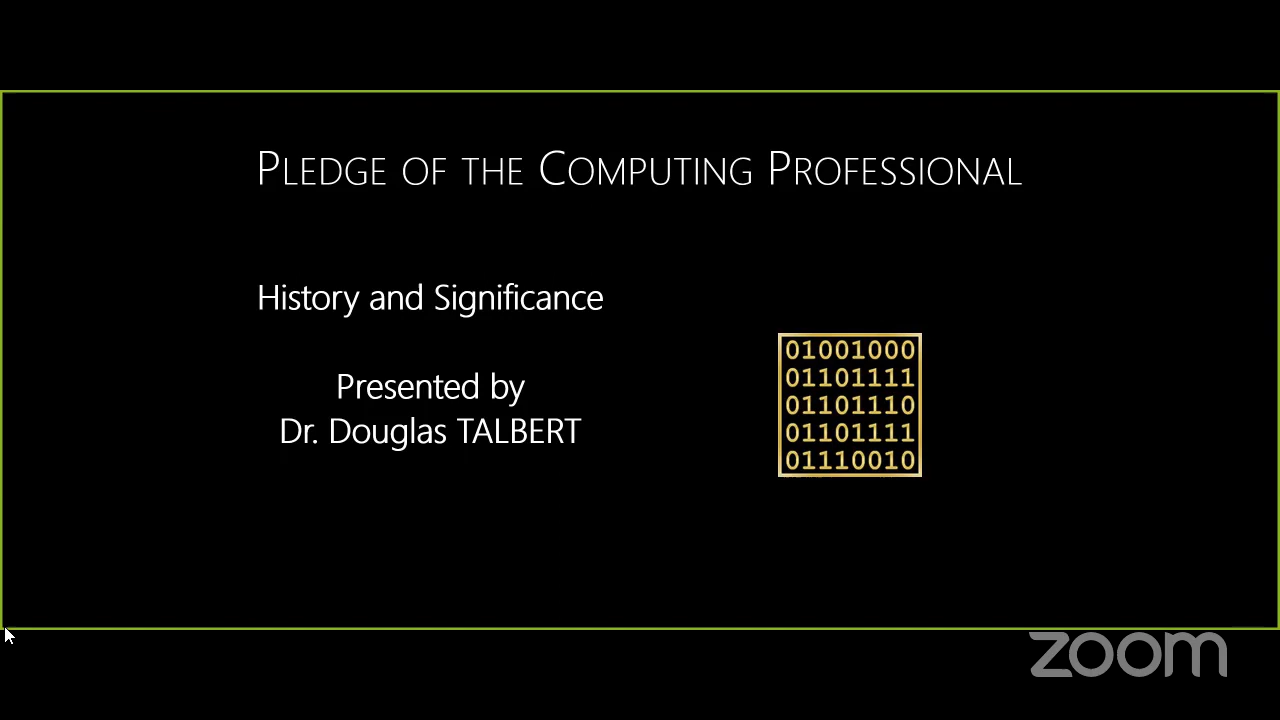 PLEDGE OF THE COMPUTING PROFESSIONAL
History and Significance
Presented by
Dr. Douglas TALBERT
01001000
01101111
01101110
01101111
01110010
zoom